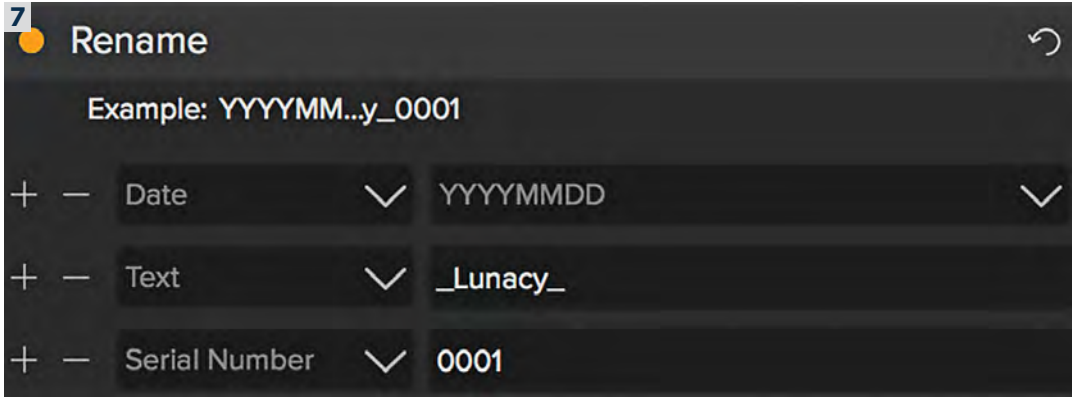 7
Rename
Example: YYYYMM...y_0001
Date YYYYMMDD
Text _Lunacy_
Serial Number 0001